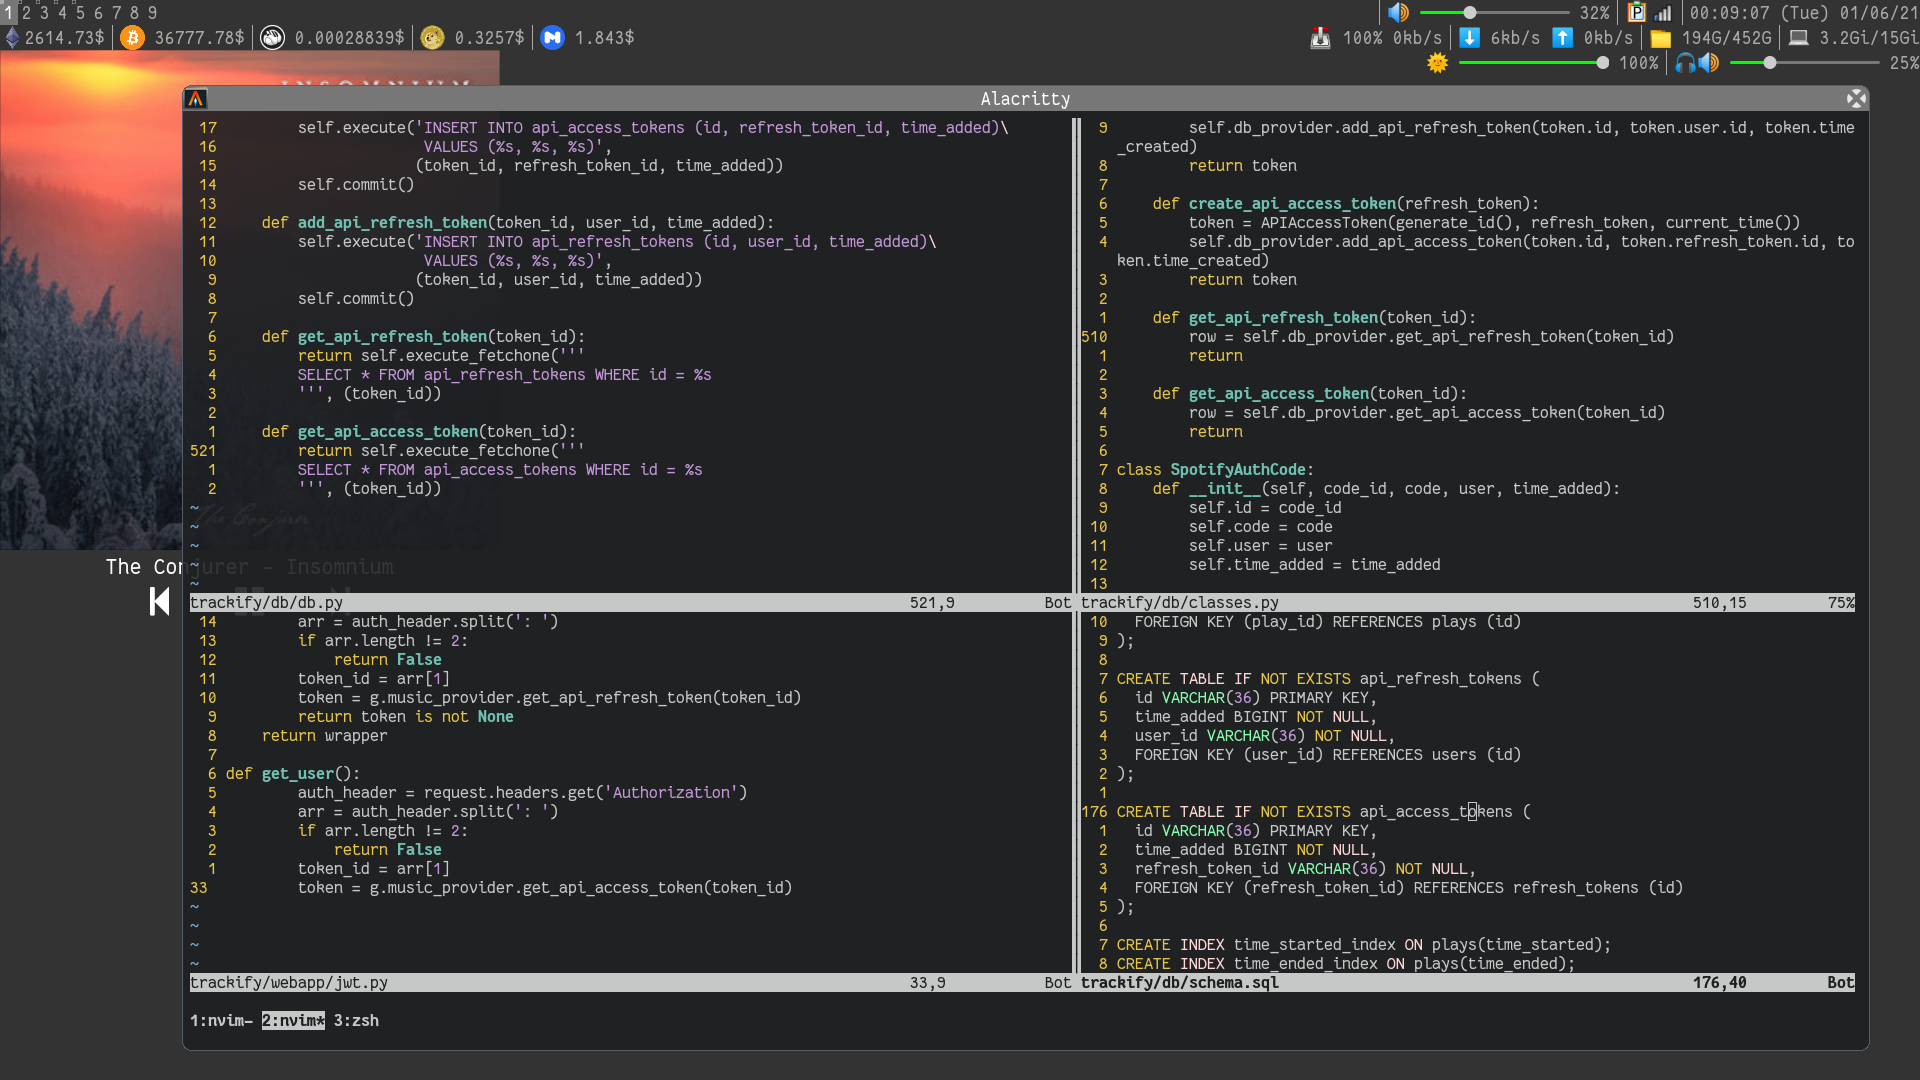 1 2 3 4 5 6 7 8 9
32%
00:09:07 (Tue) 01/06/21
2614.73$ 36777.78$ 0.00028839$ 0.3257$ 1.843$
100% 0kb/s 6kb/s 0kb/s 194G/452G 3.2Gi/15Gi
100% 25%
INSOMNIUM
Alacritty
17         self.execute('INSERT INTO api_access_tokens (id, refresh_token_id, time_added)\
16                       VALUES (%s, %s, %s)',
15                      (token_id, refresh_token_id, time_added))
14         self.commit()
13
12     def add_api_refresh_token(token_id, user_id, time_added):
11         self.execute('INSERT INTO api_refresh_tokens (id, user_id, time_added)\
10                       VALUES (%s, %s, %s)',
9                      (token_id, user_id, time_added))
8         self.commit()
7
6     def get_api_refresh_token(token_id):
5         return self.execute_fetchone('''
4         SELECT * FROM api_refresh_tokens WHERE id = %s
3         ''', (token_id))
2
1     def get_api_access_token(token_id):
521         return self.execute_fetchone('''
1         SELECT * FROM api_access_tokens WHERE id = %s
2         ''', (token_id))
~
~
~
~
~
The Conjurer
The Conjurer - Insomnium
trackify/db/db.py 521,9 Bot
9         self.db_provider.add_api_refresh_token(token.id, token.user.id, token.time
_created)
8         return token
7
6     def create_api_access_token(refresh_token):
5         token = APIAccessToken(generate_id(), refresh_token, current_time())
4         self.db_provider.add_api_access_token(token.id, token.refresh_token.id, to
ken.time_created)
3         return token
2
1     def get_api_refresh_token(token_id):
510         row = self.db_provider.get_api_refresh_token(token_id)
1         return
2
3     def get_api_access_token(token_id):
4         row = self.db_provider.get_api_access_token(token_id)
5         return
6
7 class SpotifyAuthCode:
8     def __init__(self, code_id, code, user, time_added):
9         self.id = code_id
10         self.code = code
11         self.user = user
12         self.time_added = time_added
13
trackify/db/classes.py 510,15 75%
14         arr = auth_header.split(': ')
13         if arr.length != 2:
12             return False
11         token_id = arr[1]
10         token = g.music_provider.get_api_refresh_token(token_id)
9         return token is not None
8     return wrapper
7
6 def get_user():
5         auth_header = request.headers.get('Authorization')
4         arr = auth_header.split(': ')
3         if arr.length != 2:
2             return False
1         token_id = arr[1]
33         token = g.music_provider.get_api_access_token(token_id)
~
~
~
~
trackify/webapp/jwt.py 33,9 Bot
10   FOREIGN KEY (play_id) REFERENCES plays (id)
9 );
8
7 CREATE TABLE IF NOT EXISTS api_refresh_tokens (
6   id VARCHAR(36) PRIMARY KEY,
5   time_added BIGINT NOT NULL,
4   user_id VARCHAR(36) NOT NULL,
3   FOREIGN KEY (user_id) REFERENCES users (id)
2 );
1
176 CREATE TABLE IF NOT EXISTS api_access_tokens (
1   id VARCHAR(36) PRIMARY KEY,
2   time_added BIGINT NOT NULL,
3   refresh_token_id VARCHAR(36) NOT NULL,
4   FOREIGN KEY (refresh_token_id) REFERENCES refresh_tokens (id)
5 );
6
7 CREATE INDEX time_started_index ON plays(time_started);
8 CREATE INDEX time_ended_index ON plays(time_ended);
trackify/db/schema.sql 176,40 Bot
1:nvim- 2:nvim* 3:zsh